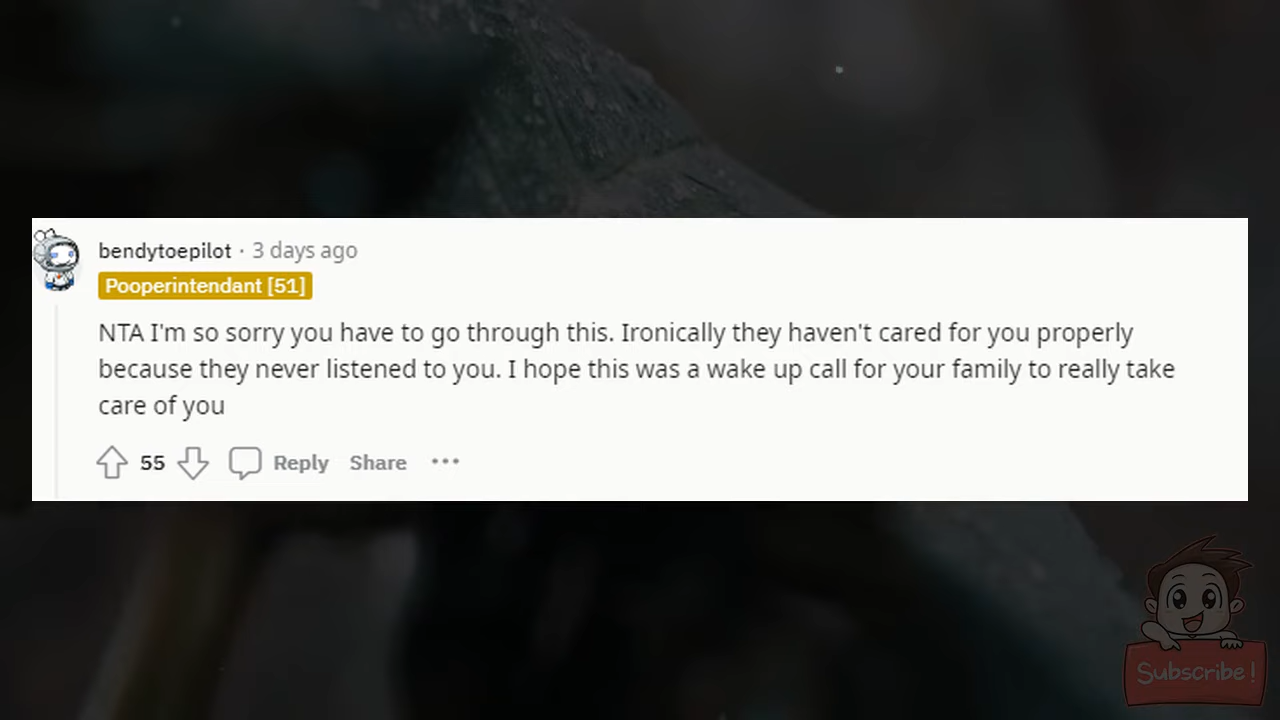 bendytoepilot · 3 days ago
Pooperintendant [51]
NTA I'm so sorry you have to go through this. Ironically they haven't cared for you properly
because they never listened to you. I hope this was a wake up call for your family to really take
care of you
55 Reply Share ···
Subscribe!